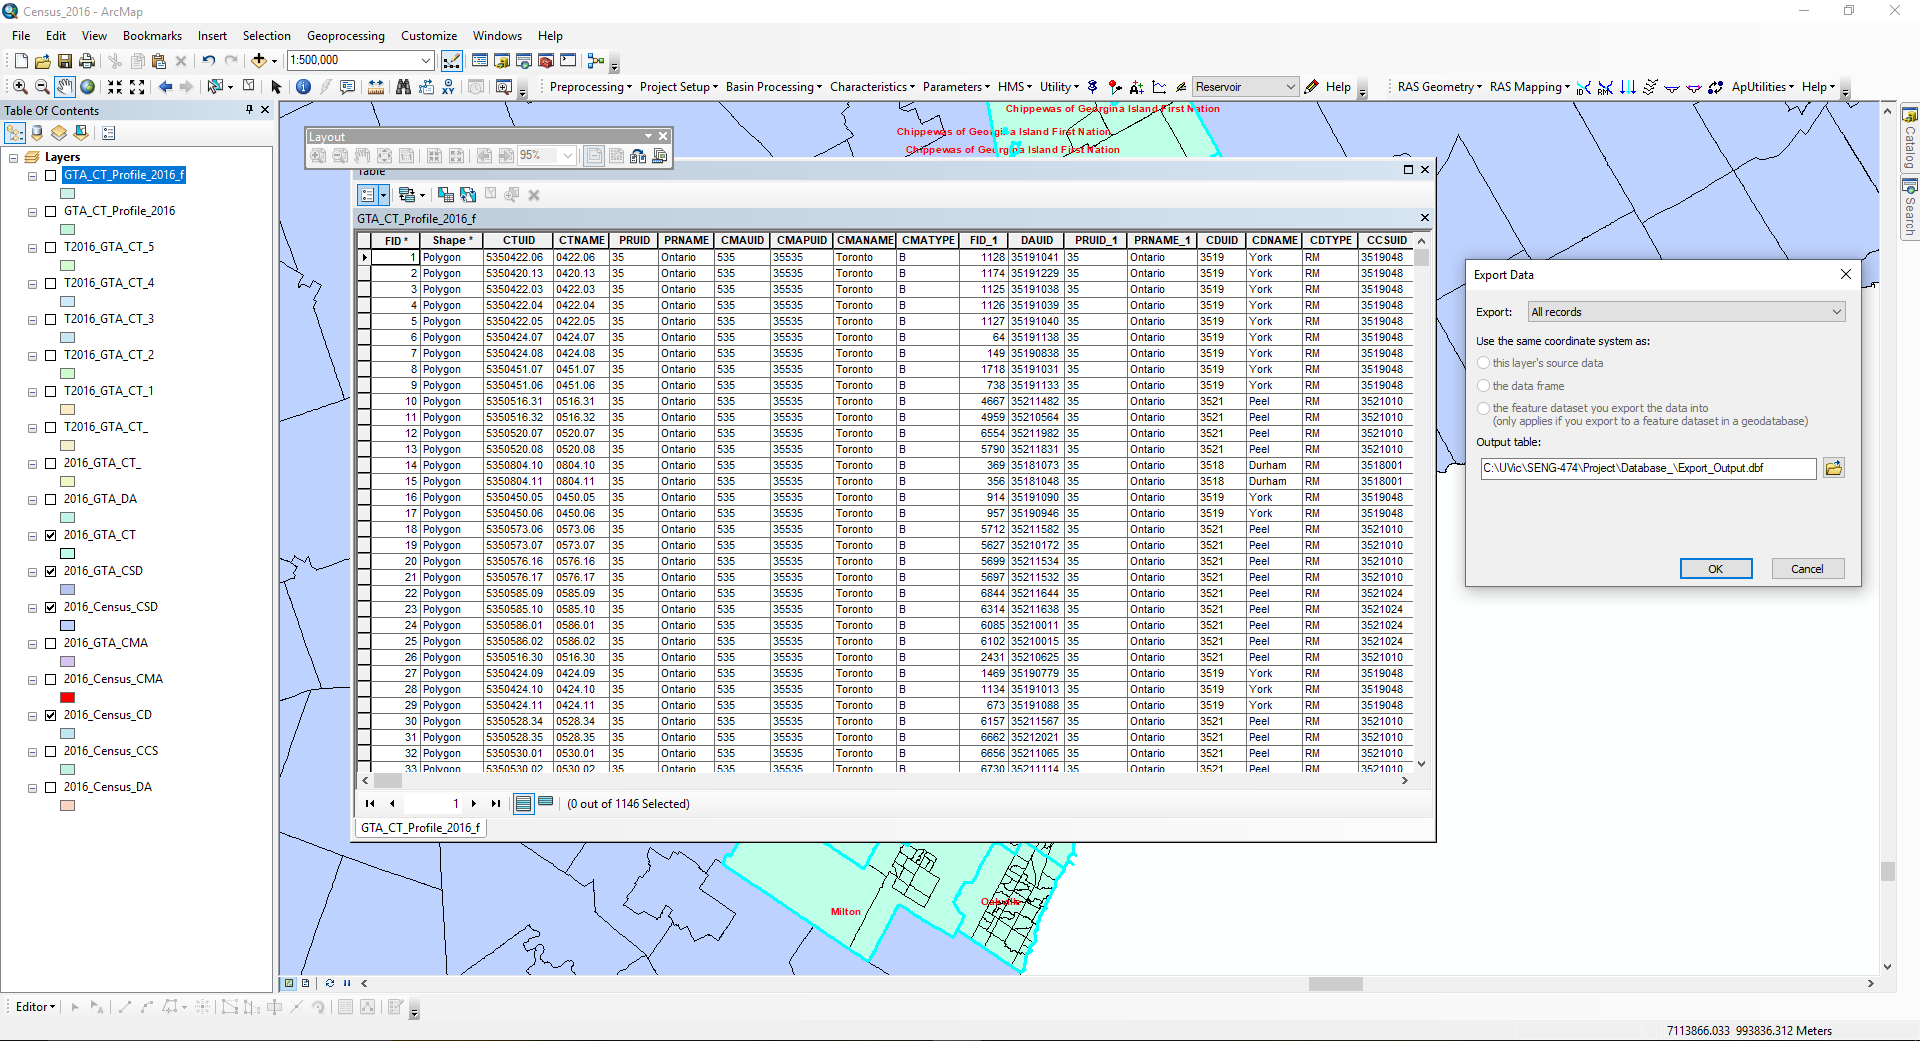 Census_2016 - ArcMap
File Edit View Bookmarks Insert Selection Geoprocessing Customize Windows Help
1:500,000
Preprocessing Project Setup Basin Processing Characteristics Parameters HMS Utility Reservoir Help RAS Geometry RAS Mapping ApUtilities Help
Table Of Contents
Layers
GTA_CT_Profile_2016_f
GTA_CT_Profile_2016
T2016_GTA_CT_5
T2016_GTA_CT_4
T2016_GTA_CT_3
T2016_GTA_CT_2
T2016_GTA_CT_1
T2016_GTA_CT_
2016_GTA_CT_
2016_GTA_DA
2016_GTA_CT
2016_GTA_CSD
2016_Census_CSD
2016_GTA_CMA
2016_Census_CMA
2016_Census_CD
2016_Census_CCS
2016_Census_DA
Chippewas of Georgina Island First Nation
Chippewas of Georgina Island First Nation
Chippewas of Georgina Island First Nation
Layout
95%
Table
GTA_CT_Profile_2016_f
FID * Shape * CTUID CTNAME PRUID PRNAME CMAUID CMAPUID CMANAME CMATYPE FID_1 DAUID PRUID_1 PRNAME_1 CDUID CDNAME CDTYPE CCSUID
1 Polygon 5350422.06 0422.06 35 Ontario 535 35535 Toronto B 1128 35191041 35 Ontario 3519 York RM 3519048
2 Polygon 5350420.13 0420.13 35 Ontario 535 35535 Toronto B 1174 35191229 35 Ontario 3519 York RM 3519048
3 Polygon 5350422.03 0422.03 35 Ontario 535 35535 Toronto B 1125 35191038 35 Ontario 3519 York RM 3519048
4 Polygon 5350422.04 0422.04 35 Ontario 535 35535 Toronto B 1126 35191039 35 Ontario 3519 York RM 3519048
5 Polygon 5350422.05 0422.05 35 Ontario 535 35535 Toronto B 1127 35191040 35 Ontario 3519 York RM 3519048
6 Polygon 5350424.07 0424.07 35 Ontario 535 35535 Toronto B 64 35191138 35 Ontario 3519 York RM 3519048
7 Polygon 5350424.08 0424.08 35 Ontario 535 35535 Toronto B 149 35190838 35 Ontario 3519 York RM 3519048
8 Polygon 5350451.07 0451.07 35 Ontario 535 35535 Toronto B 1718 35191031 35 Ontario 3519 York RM 3519048
9 Polygon 5350451.06 0451.06 35 Ontario 535 35535 Toronto B 738 35191133 35 Ontario 3519 York RM 3519048
10 Polygon 5350516.31 0516.31 35 Ontario 535 35535 Toronto B 4667 35211482 35 Ontario 3521 Peel RM 3521010
11 Polygon 5350516.32 0516.32 35 Ontario 535 35535 Toronto B 4959 35210564 35 Ontario 3521 Peel RM 3521010
12 Polygon 5350520.07 0520.07 35 Ontario 535 35535 Toronto B 6554 35211982 35 Ontario 3521 Peel RM 3521010
13 Polygon 5350520.08 0520.08 35 Ontario 535 35535 Toronto B 5790 35211831 35 Ontario 3521 Peel RM 3521010
14 Polygon 5350804.10 0804.10 35 Ontario 535 35535 Toronto B 369 35181073 35 Ontario 3518 Durham RM 3518001
15 Polygon 5350804.11 0804.11 35 Ontario 535 35535 Toronto B 356 35181048 35 Ontario 3518 Durham RM 3518001
16 Polygon 5350450.05 0450.05 35 Ontario 535 35535 Toronto B 914 35191090 35 Ontario 3519 York RM 3519048
17 Polygon 5350450.06 0450.06 35 Ontario 535 35535 Toronto B 957 35190946 35 Ontario 3519 York RM 3519048
18 Polygon 5350573.06 0573.06 35 Ontario 535 35535 Toronto B 5712 35211582 35 Ontario 3521 Peel RM 3521010
19 Polygon 5350573.07 0573.07 35 Ontario 535 35535 Toronto B 5627 35210172 35 Ontario 3521 Peel RM 3521010
20 Polygon 5350576.16 0576.16 35 Ontario 535 35535 Toronto B 5699 35211534 35 Ontario 3521 Peel RM 3521010
21 Polygon 5350576.17 0576.17 35 Ontario 535 35535 Toronto B 5697 35211532 35 Ontario 3521 Peel RM 3521010
22 Polygon 5350585.09 0585.09 35 Ontario 535 35535 Toronto B 6844 35211644 35 Ontario 3521 Peel RM 3521024
23 Polygon 5350585.10 0585.10 35 Ontario 535 35535 Toronto B 6314 35211638 35 Ontario 3521 Peel RM 3521024
24 Polygon 5350586.01 0586.01 35 Ontario 535 35535 Toronto B 6085 35210011 35 Ontario 3521 Peel RM 3521024
25 Polygon 5350586.02 0586.02 35 Ontario 535 35535 Toronto B 6102 35210015 35 Ontario 3521 Peel RM 3521024
26 Polygon 5350516.30 0516.30 35 Ontario 535 35535 Toronto B 2431 35210625 35 Ontario 3521 Peel RM 3521010
27 Polygon 5350424.09 0424.09 35 Ontario 535 35535 Toronto B 1469 35190779 35 Ontario 3519 York RM 3519048
28 Polygon 5350424.10 0424.10 35 Ontario 535 35535 Toronto B 1134 35191013 35 Ontario 3519 York RM 3519048
29 Polygon 5350424.11 0424.11 35 Ontario 535 35535 Toronto B 673 35191088 35 Ontario 3519 York RM 3519048
30 Polygon 5350528.34 0528.34 35 Ontario 535 35535 Toronto B 6157 35211567 35 Ontario 3521 Peel RM 3521010
31 Polygon 5350528.35 0528.35 35 Ontario 535 35535 Toronto B 6662 35212021 35 Ontario 3521 Peel RM 3521010
32 Polygon 5350530.01 0530.01 35 Ontario 535 35535 Toronto B 6656 35211065 35 Ontario 3521 Peel RM 3521010
33 Polygon 5350530.02 0530.02 35 Ontario 535 35535 Toronto B 6730 35211114 35 Ontario 3521 Peel RM 3521010
1 (0 out of 1146 Selected)
GTA_CT_Profile_2016_f
Milton
Oakville
Export Data
Export: All records
Use the same coordinate system as:
this layer's source data
the data frame
the feature dataset you export the data into
(only applies if you export to a feature dataset in a geodatabase)
Output table:
C:\UVic\SENG-474\Project\Database_\Export_Output.dbf
OK Cancel
Catalog
Search
Editor
7113866.033 993836.312 Meters